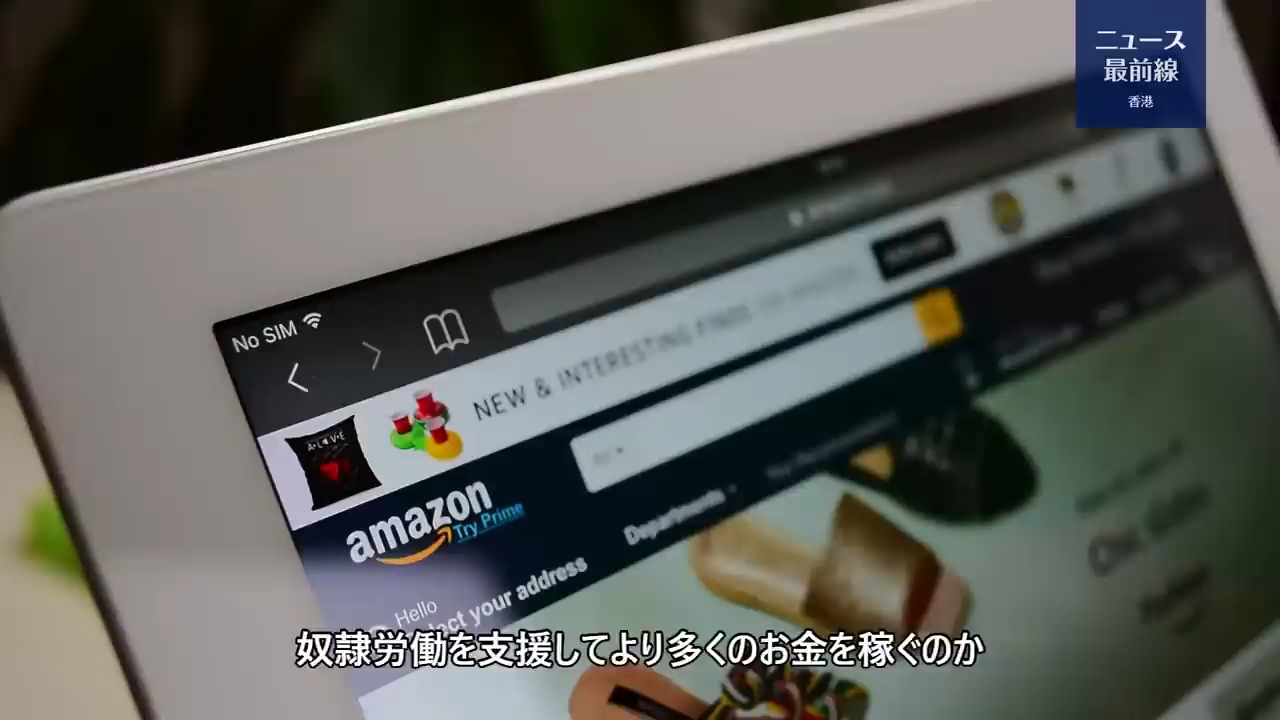 ニュース
最前線
香港
No SIM
A·LOVE
NEW & INTERESTING FINDS
amazon
Try Prime
Departments
Hello
lect your address
奴隷労働を支援してより多くのお金を稼ぐのか